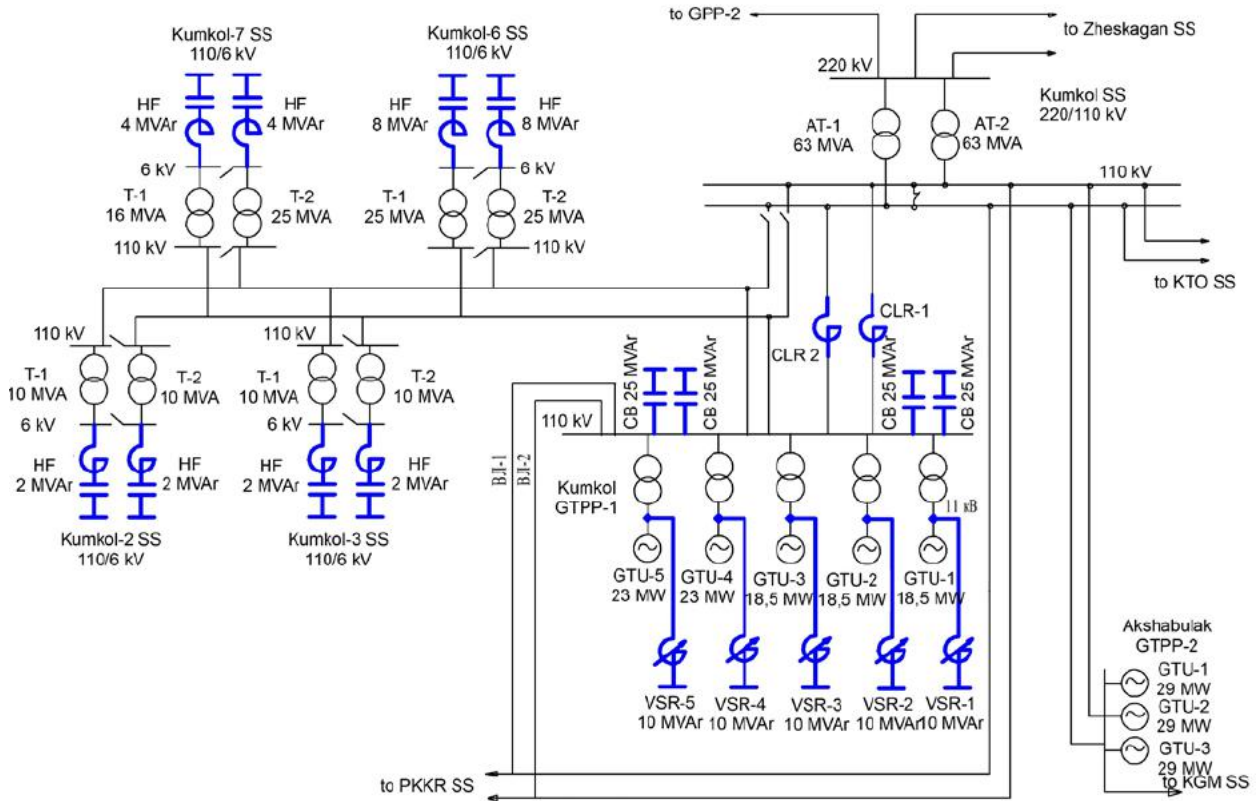 to GPP-2
to Zheskagan SS
220 kV
Kumkol SS
220/110 kV
AT-1
63 MVA
AT-2
63 MVA
110 kV
to KTO SS
Kumkol-7 SS
110/6 kV
HF
4 MVAr
HF
4 MVAr
6 kV
T-1
16 MVA
T-2
25 MVA
110 kV
Kumkol-6 SS
110/6 kV
HF
8 MVAr
HF
8 MVAr
6 kV
T-1
25 MVA
T-2
25 MVA
110 kV
110 kV
T-1
10 MVA
T-2
10 MVA
6 kV
HF
2 MVAr
HF
2 MVAr
Kumkol-2 SS
110/6 kV
110 kV
T-1
10 MVA
T-2
10 MVA
6 kV
HF
2 MVAr
HF
2 MVAr
Kumkol-3 SS
110/6 kV
CLR-1
CLR 2
CB 25 MVAr
CB 25 MVAr
CB 25 MVAr
CB 25 MVAr
110 kV
ВЛ-1
ВЛ-2
Kumkol
GTPP-1
11 кВ
GTU-5
23 MW
GTU-4
23 MW
GTU-3
18,5 MW
GTU-2
18,5 MW
GTU-1
18,5 MW
VSR-5
10 MVAr
VSR-4
10 MVAr
VSR-3
10 MVAr
VSR-2
10 MVAr
VSR-1
10 MVAr
to PKKR SS
Akshabulak
GTPP-2
GTU-1
29 MW
GTU-2
29 MW
GTU-3
29 MW
to KGM SS